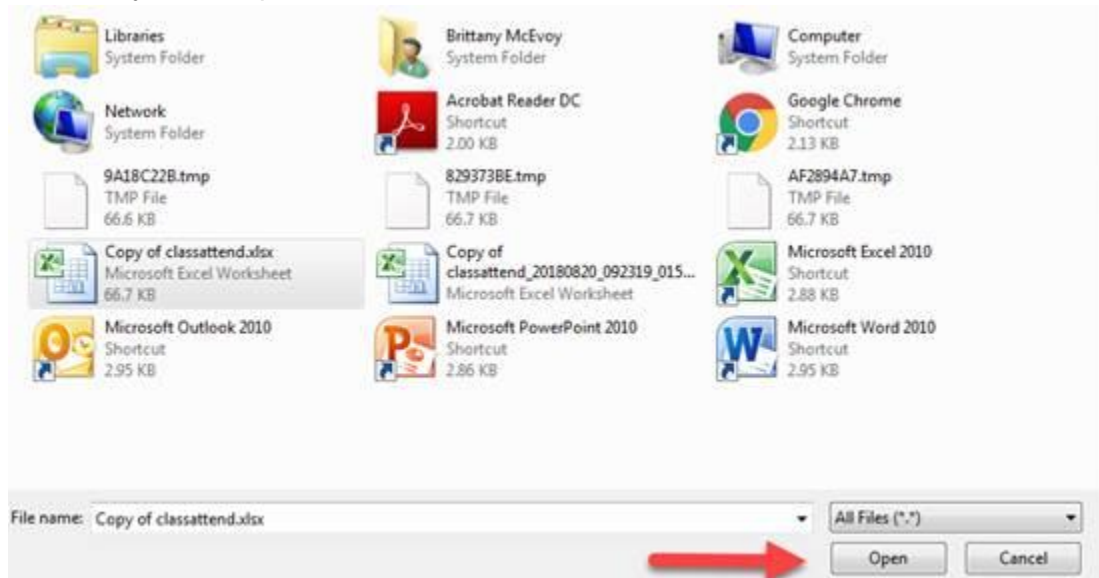 Libraries
System Folder
Brittany McEvoy
System Folder
Computer
System Folder
Network
System Folder
Acrobat Reader DC
Shortcut
2.00 KB
Google Chrome
Shortcut
2.13 KB
9A18C22B.tmp
TMP File
66.6 KB
829373BE.tmp
TMP File
66.7 KB
AF2894A7.tmp
TMP File
66.7 KB
Copy of classattend.xlsx
Microsoft Excel Worksheet
66.7 KB
Copy of
classattend_20180820_092319_015...
Microsoft Excel Worksheet
Microsoft Excel 2010
Shortcut
2.88 KB
Microsoft Outlook 2010
Shortcut
2.95 KB
Microsoft PowerPoint 2010
Shortcut
2.86 KB
Microsoft Word 2010
Shortcut
2.95 KB
File name: Copy of classattend.xlsx
All Files (*.*)
Open Cancel